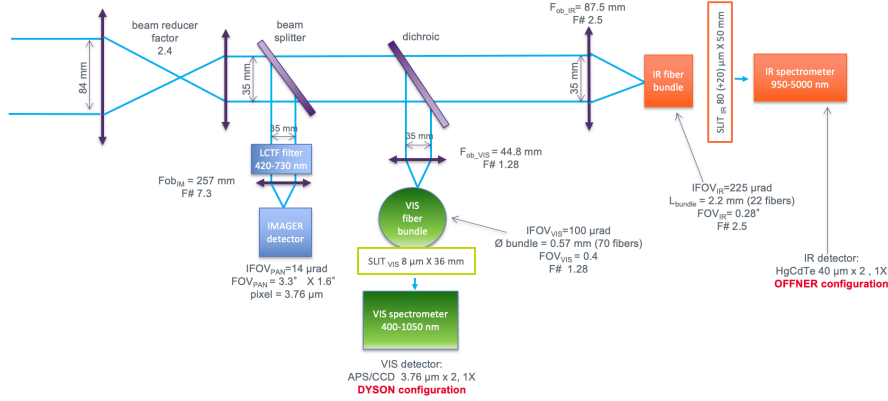 beam reducer
factor
2.4
84 mm
35 mm
beam
splitter
dichroic
F_ob_IR = 87.5 mm
F# 2.5
35 mm
IR fiber
bundle
SLIT _IR 80 (+20) µm X 50 mm
IR spectrometer
950-5000 nm
35 mm
LCTF filter
420-730 nm
Fob_IM = 257 mm
F# 7.3
IMAGER
detector
IFOV_PAN=14 µrad
FOV_PAN = 3.3° X 1.6°
pixel = 3.76 µm
35 mm
F_ob_VIS = 44.8 mm
F# 1.28
VIS
fiber
bundle
IFOV_VIS=100 µrad
Ø bundle = 0.57 mm (70 fibers)
FOV_VIS = 0.4
F# 1.28
SLIT _VIS 8 µm X 36 mm
VIS spectrometer
400-1050 nm
VIS detector:
APS/CCD 3.76 µm x 2, 1X
DYSON configuration
IFOV_IR=225 µrad
L_bundle = 2.2 mm (22 fibers)
FOV_IR= 0.28°
F# 2.5
IR detector:
HgCdTe 40 µm x 2 , 1X
OFFNER configuration